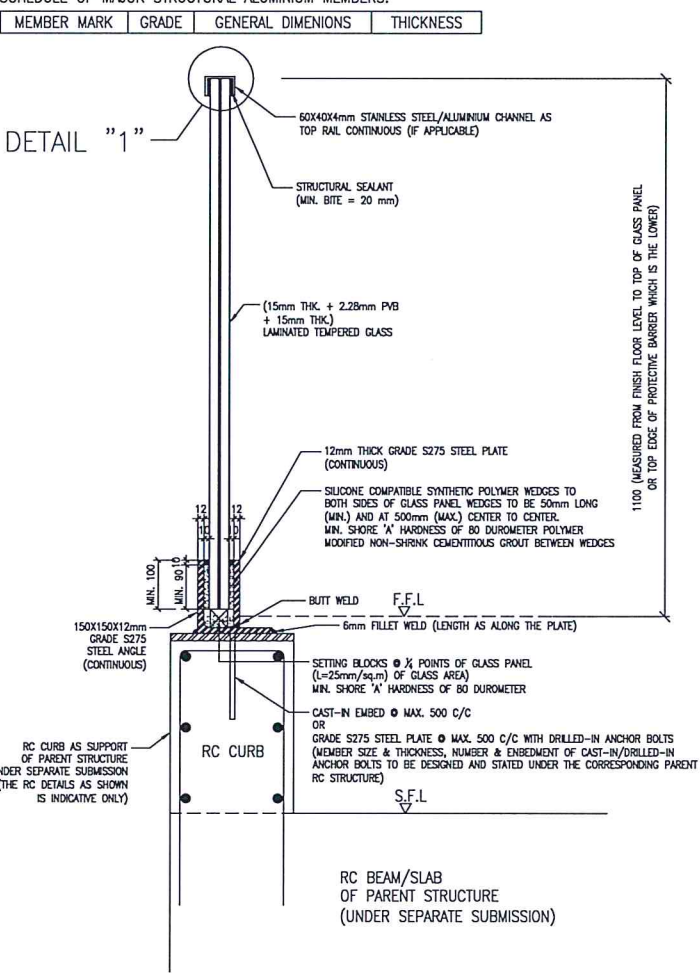 SCHEDULE OF MAJOR STRUCTURAL ALUMINIUM MEMBERS:
MEMBER MARK GRADE GENERAL DIMENIONS THICKNESS
DETAIL "1"
60X40X4mm STAINLESS STEEL/ALUMINIUM CHANNEL AS
TOP RAIL CONTINUOUS (IF APPLICABLE)
STRUCTURAL SEALANT
(MIN. BITE = 20 mm)
1100 (MEASURED FROM FINISH FLOOR LEVEL TO TOP OF GLASS PANEL
OR TOP EDGE OF PROTECTIVE BARRIER WHICH IS THE LOWER)
(15mm THK. + 2.28mm PVB
+ 15mm THK.)
LAMINATED TEMPERED GLASS
12mm THICK GRADE S275 STEEL PLATE
(CONTINUOUS)
SILICONE COMPATIBLE SYNTHETIC POLYMER WEDGES TO
BOTH SIDES OF GLASS PANEL WEDGES TO BE 50mm LONG
(MIN.) AND AT 500mm (MAX.) CENTER TO CENTER.
MIN. SHORE 'A' HARDNESS OF 80 DUROMETER POLYMER
MODIFIED NON-SHRINK CEMENTITIOUS GROUT BETWEEN WEDGES
12 12
10 10
MIN. 100
MIN. 90 10
BUTT WELD
F.F.L
6mm FILLET WELD (LENGTH AS ALONG THE PLATE)
150X150X12mm
GRADE S275
STEEL ANGLE
(CONTINUOUS)
SETTING BLOCKS @ ¼ POINTS OF GLASS PANEL
(L=25mm/sq.m) OF GLASS AREA)
MIN. SHORE 'A' HARDNESS OF 80 DUROMETER
CAST-IN EMBED @ MAX. 500 C/C
OR
GRADE S275 STEEL PLATE @ MAX. 500 C/C WITH DRILLED-IN ANCHOR BOLTS
(MEMBER SIZE & THICKNESS, NUMBER & ENBEDMENT OF CAST-IN/DRILLED-IN
ANCHOR BOLTS TO BE DESIGNED AND STATED UNDER THE CORRESPONDING PARENT
RC STRUCTURE)
RC CURB
RC CURB AS SUPPORT
OF PARENT STRUCTURE
UNDER SEPARATE SUBMISSION
(THE RC DETAILS AS SHOWN
IS INDICATIVE ONLY)
S.F.L
RC BEAM/SLAB
OF PARENT STRUCTURE
(UNDER SEPARATE SUBMISSION)